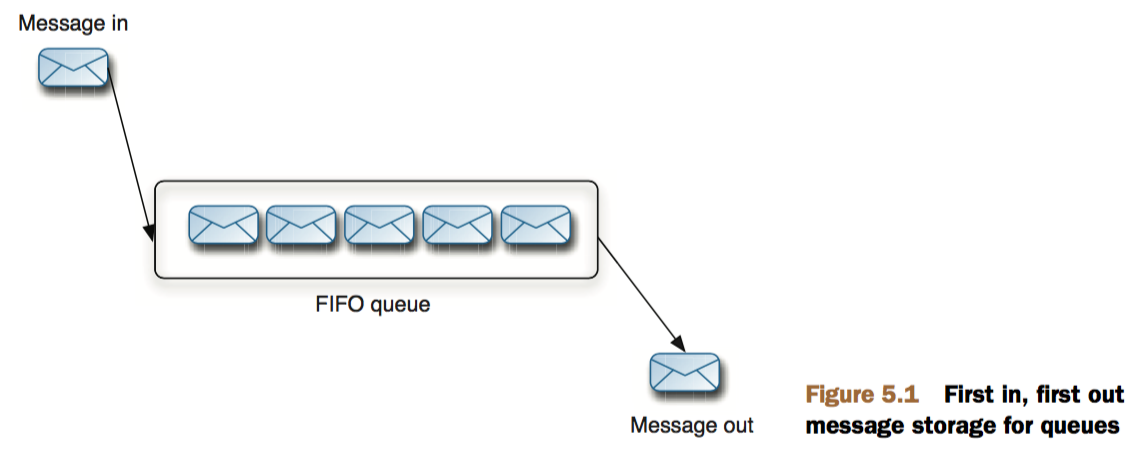 Message in
FIFO queue
Message out
Figure 5.1 First in, first out
message storage for queues